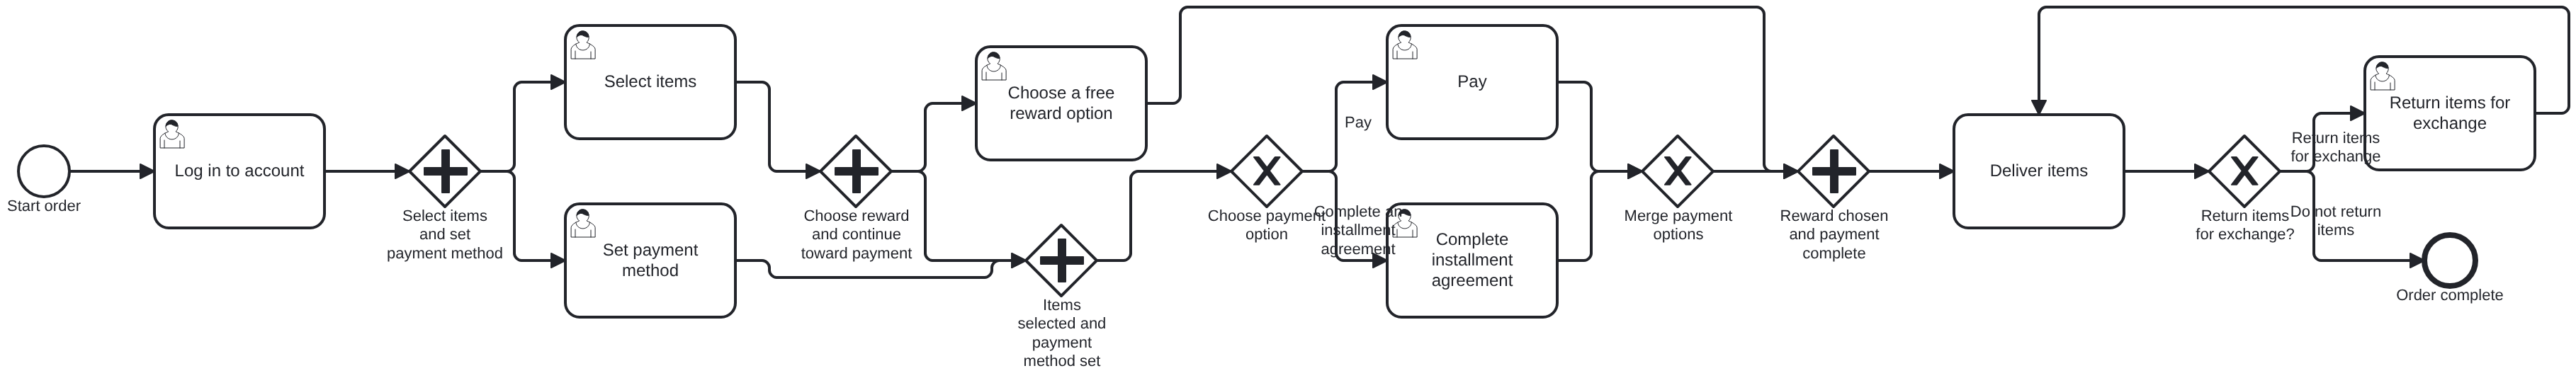 Start order
Log in to account
Select items
and set
payment method
Select items
Set payment
method
Choose reward
and continue
toward payment
Choose a free
reward option
Items
selected and
payment
method set
Choose payment
option
Pay
Complete an
installment
agreement
Pay
Complete
installment
agreement
Merge payment
options
Reward chosen
and payment
complete
Deliver items
Return items
for exchange?
Return items
for exchange
Do not return
items
Return items for
exchange
Order complete